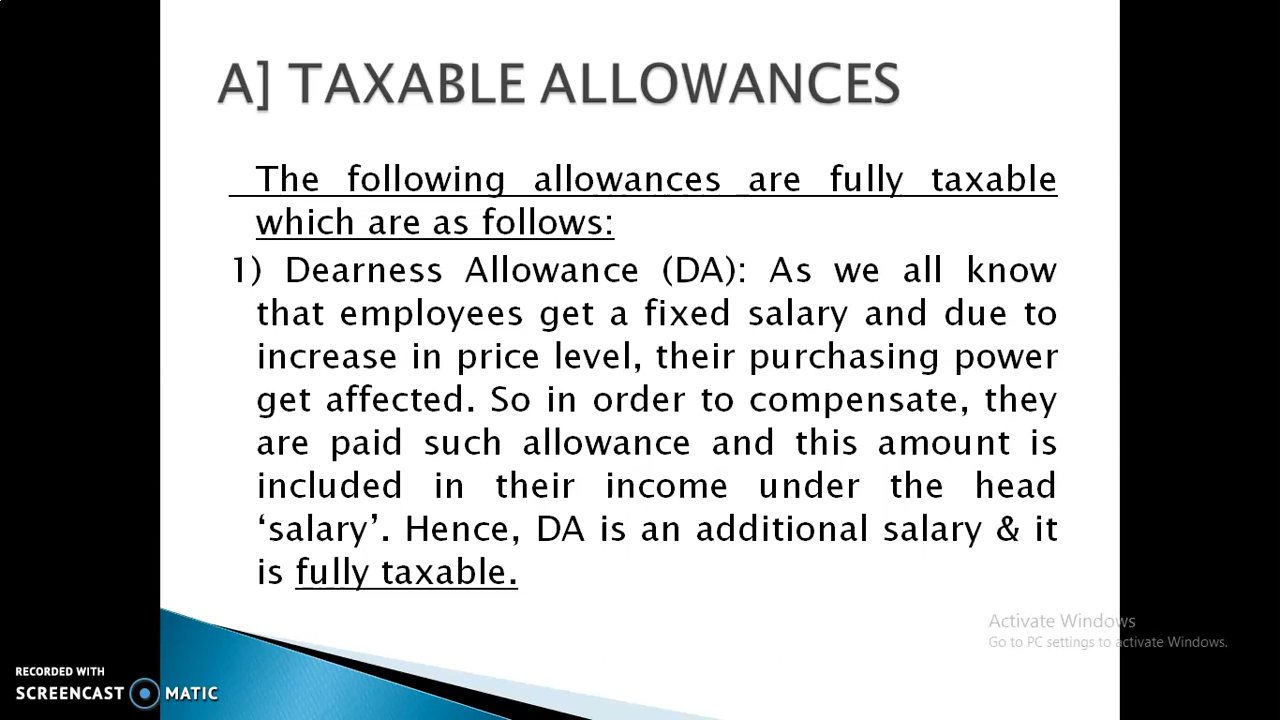 A] TAXABLE ALLOWANCES
The following allowances are fully taxable
which are as follows:
1) Dearness Allowance (DA): As we all know
that employees get a fixed salary and due to
increase in price level, their purchasing power
get affected. So in order to compensate, they
are paid such allowance and this amount is
included in their income under the head
‘salary’. Hence, DA is an additional salary & it
is fully taxable.
Activate Windows
Go to PC settings to activate Windows.
RECORDED WITH
SCREENCAST MATIC